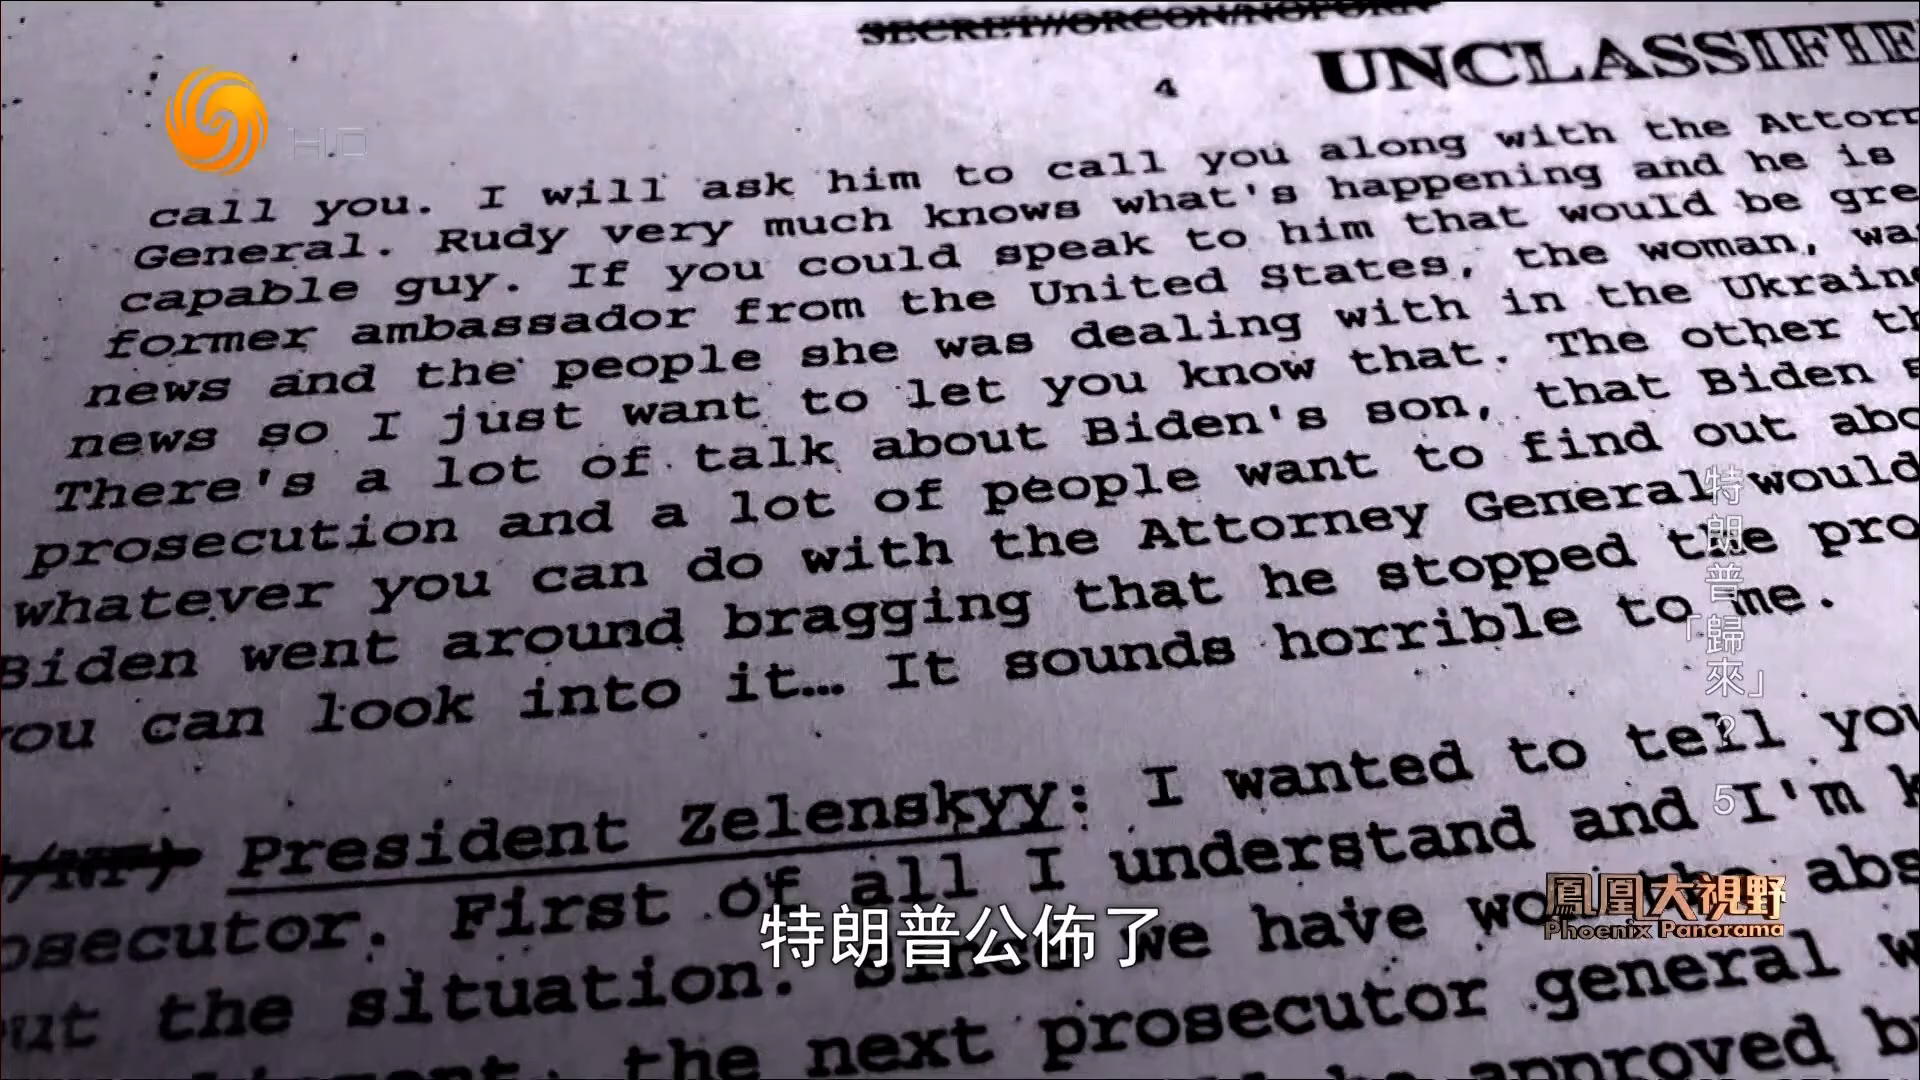 SECRET//ORCON/NOFORN
UNCLASSIFIE
4
HD
call you. I will ask him to call you along with the Attor
General. Rudy very much knows what's happening and he is
capable guy. If you could speak to him that would be gre
former ambassador from the United States, the woman, wa
news and the people she was dealing with in the Ukrain
news so I just want to let you know that. The other th
There's a lot of talk about Biden's son, that Biden s
prosecution and a lot of people want to find out abo
whatever you can do with the Attorney General would
Biden went around bragging that he stopped the pro
you can look into it... It sounds horrible to me.
/NF) President Zelenskyy: I wanted to tell you
osecutor. First of all I understand and I'm k
ut the situation. Since we have won the abs
the next prosecutor general w
be approved b
特朗普「歸來」2
5
鳳凰大視野
Phoenix Panorama
特朗普公佈了